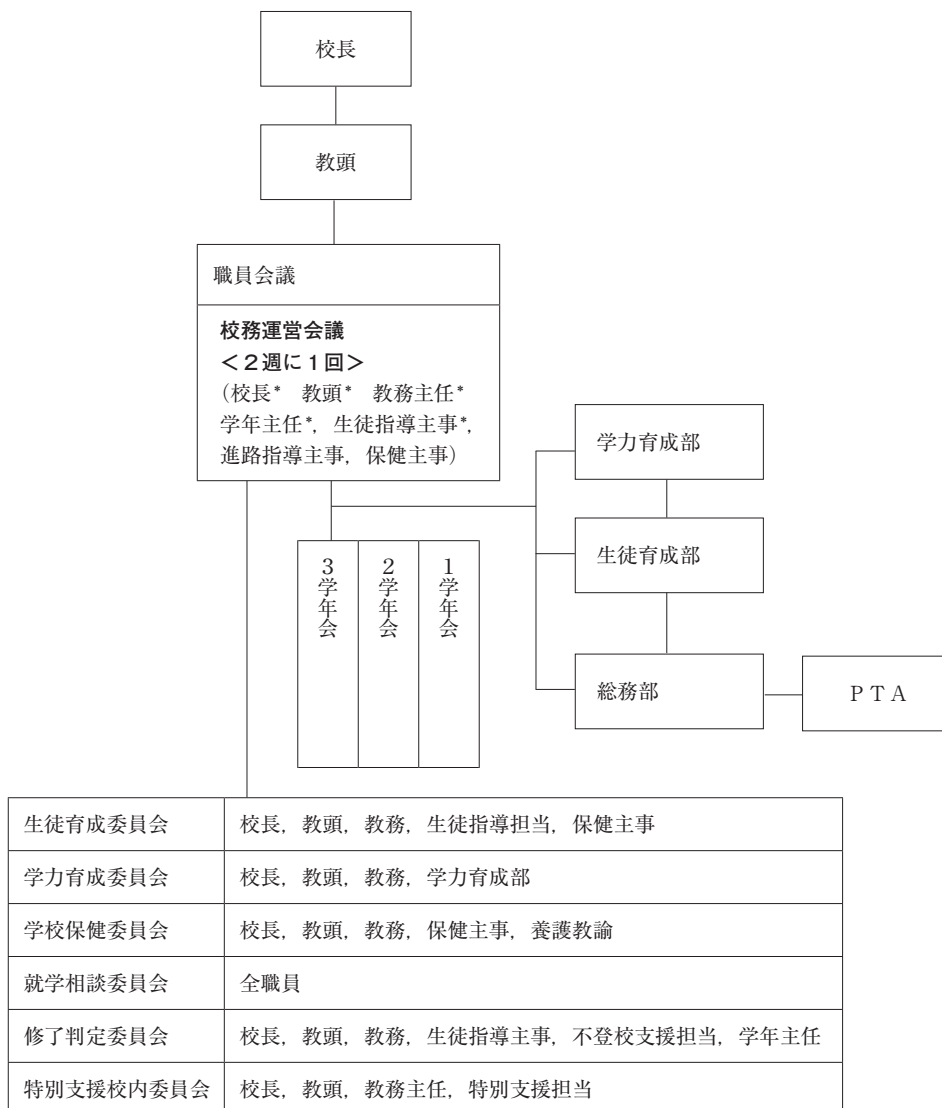 校長
教頭
職員会議
校務運営会議
＜２週に１回＞
（校長* 教頭* 教務主任*
学年主任*，生徒指導主事*，
進路指導主事，保健主事）
学力育成部
生徒育成部
総務部
ＰＴＡ
３学年会
２学年会
１学年会
生徒育成委員会 校長，教頭，教務，生徒指導担当，保健主事
学力育成委員会 校長，教頭，教務，学力育成部
学校保健委員会 校長，教頭，教務，保健主事，養護教諭
就学相談委員会 全職員
修了判定委員会 校長，教頭，教務，生徒指導主事，不登校支援担当，学年主任
特別支援校内委員会 校長，教頭，教務主任，特別支援担当